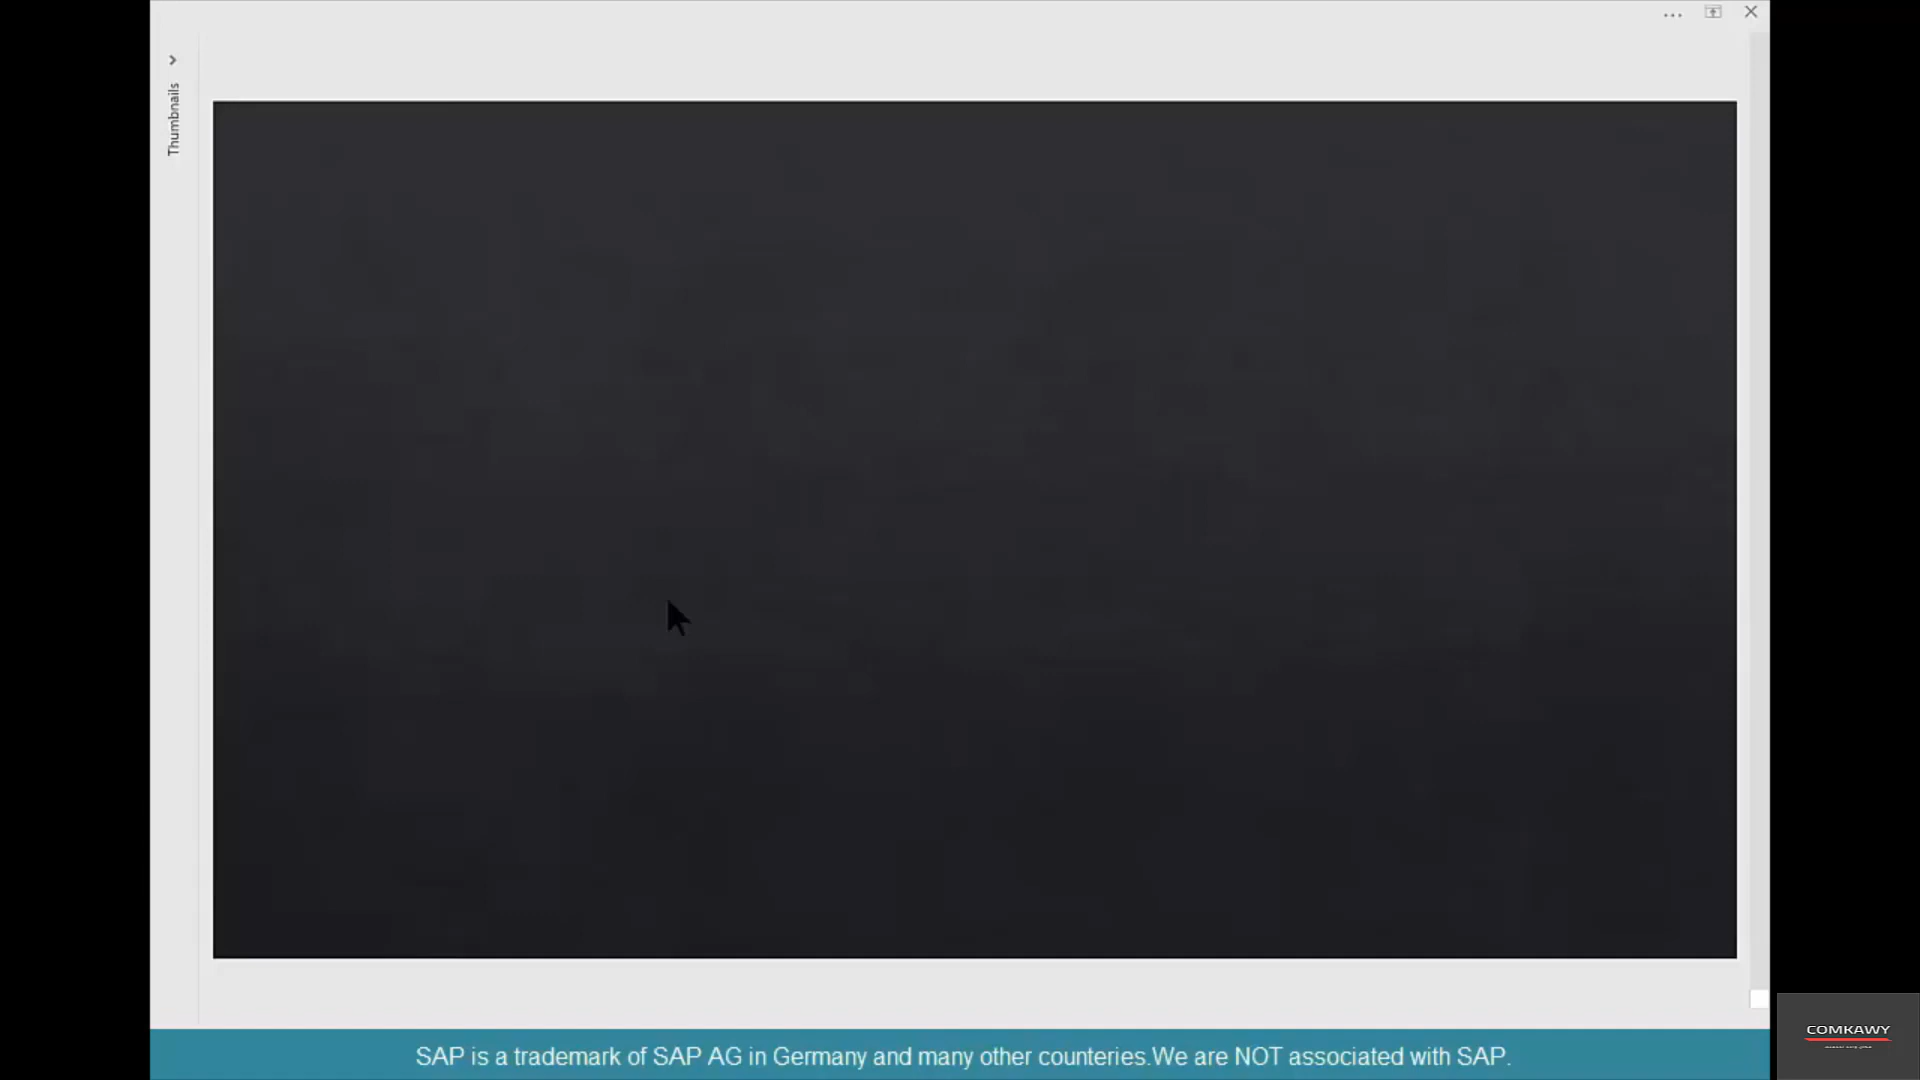 Thumbnails
SAP is a trademark of SAP AG in Germany and many other counteries.We are NOT associated with SAP.
COMKAWY